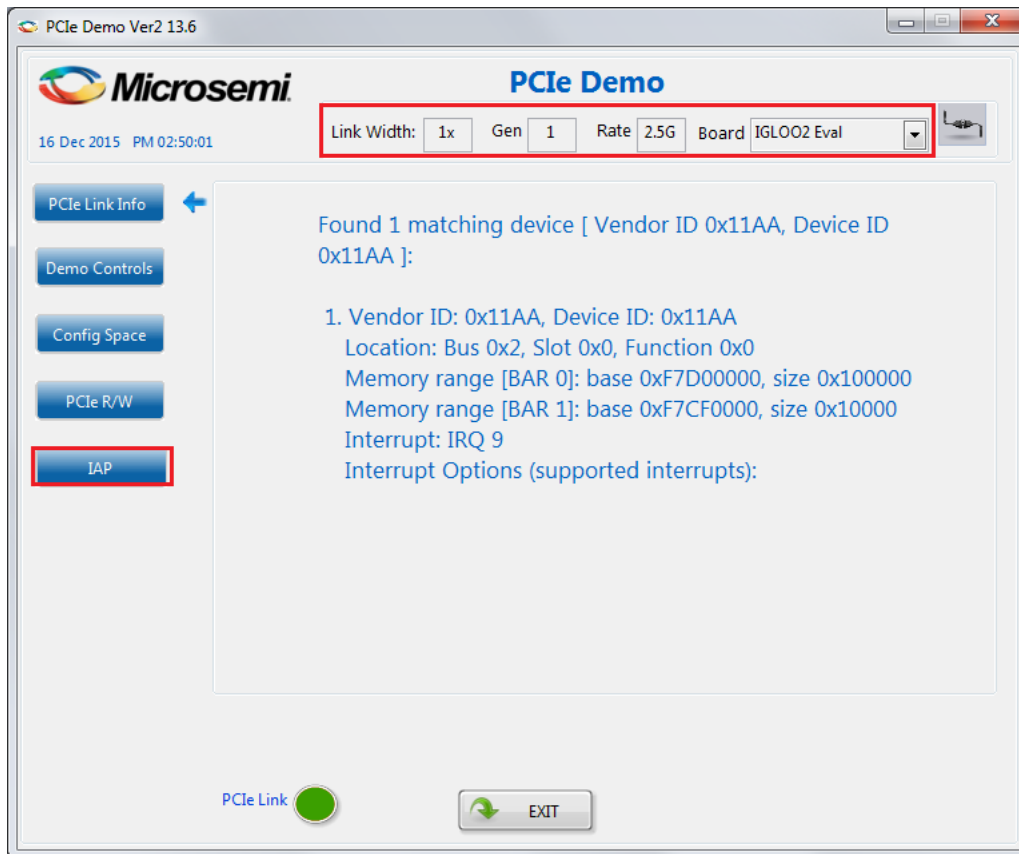 PCIe Demo Ver2 13.6
Microsemi.
PCIe Demo
16 Dec 2015 PM 02:50:01
Link Width: 1x Gen 1 Rate 2.5G Board IGLOO2 Eval
PCIe Link Info
Demo Controls
Config Space
PCIe R/W
IAP
Found 1 matching device [ Vendor ID 0x11AA, Device ID
0x11AA ]:
1. Vendor ID: 0x11AA, Device ID: 0x11AA
Location: Bus 0x2, Slot 0x0, Function 0x0
Memory range [BAR 0]: base 0xF7D00000, size 0x100000
Memory range [BAR 1]: base 0xF7CF0000, size 0x10000
Interrupt: IRQ 9
Interrupt Options (supported interrupts):
PCIe Link
EXIT